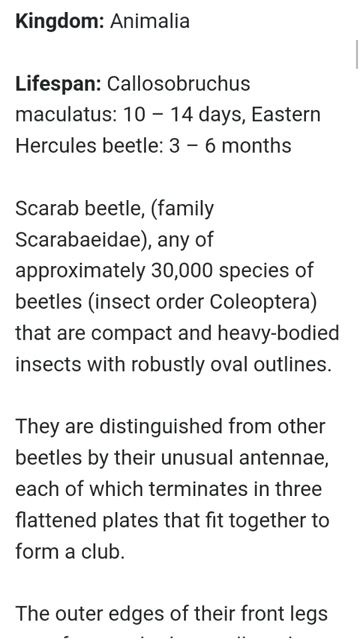 Kingdom: Animalia
Lifespan: Callosobruchus
maculatus: 10 – 14 days, Eastern
Hercules beetle: 3 – 6 months
Scarab beetle, (family
Scarabaeidae), any of
approximately 30,000 species of
beetles (insect order Coleoptera)
that are compact and heavy-bodied
insects with robustly oval outlines.
They are distinguished from other
beetles by their unusual antennae,
each of which terminates in three
flattened plates that fit together to
form a club.
The outer edges of their front legs